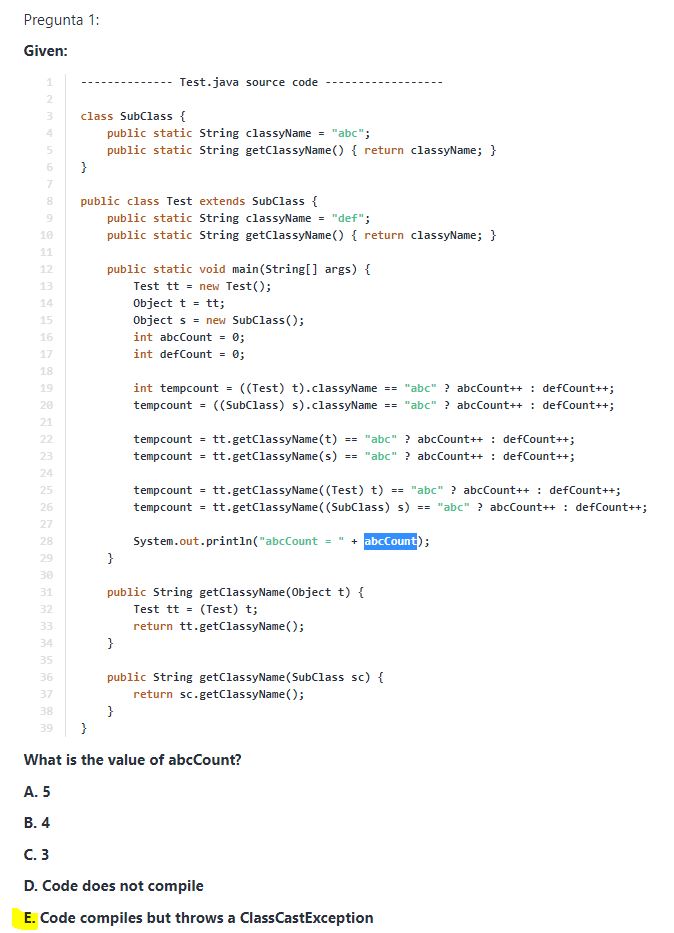 Pregunta 1:
Given:
1 -------------- Test.java source code ------------------
2
3 class SubClass {
4     public static String classyName = "abc";
5     public static String getClassyName() { return classyName; }
6 }
7
8 public class Test extends SubClass {
9     public static String classyName = "def";
10     public static String getClassyName() { return classyName; }
11
12     public static void main(String[] args) {
13         Test tt = new Test();
14         Object t = tt;
15         Object s = new SubClass();
16         int abcCount = 0;
17         int defCount = 0;
18
19         int tempcount = ((Test) t).classyName == "abc" ? abcCount++ : defCount++;
20         tempcount = ((SubClass) s).classyName == "abc" ? abcCount++ : defCount++;
21
22         tempcount = tt.getClassyName(t) == "abc" ? abcCount++ : defCount++;
23         tempcount = tt.getClassyName(s) == "abc" ? abcCount++ : defCount++;
24
25         tempcount = tt.getClassyName((Test) t) == "abc" ? abcCount++ : defCount++;
26         tempcount = tt.getClassyName((SubClass) s) == "abc" ? abcCount++ : defCount++;
27
28         System.out.println("abcCount = " + abcCount);
29     }
30
31     public String getClassyName(Object t) {
32         Test tt = (Test) t;
33         return tt.getClassyName();
34     }
35
36     public String getClassyName(SubClass sc) {
37         return sc.getClassyName();
38     }
39 }
What is the value of abcCount?
A. 5
B. 4
C. 3
D. Code does not compile
E. Code compiles but throws a ClassCastException